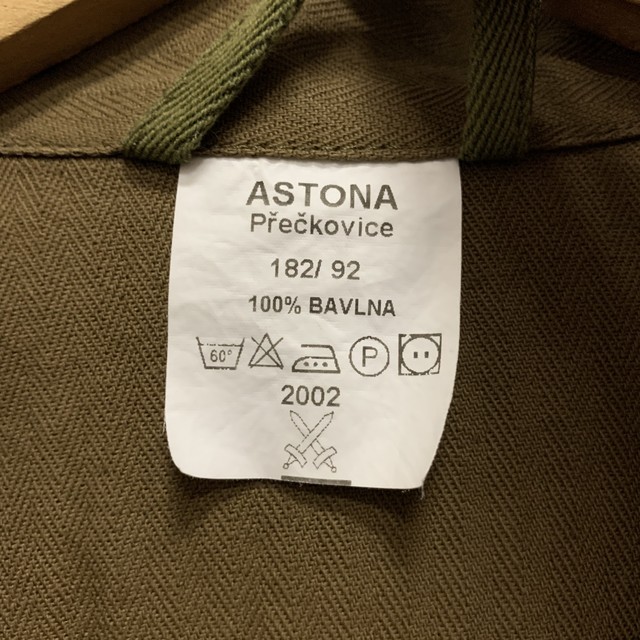 ASTONA
Přečkovice
182/ 92
100% BAVLNA
60° P
2002